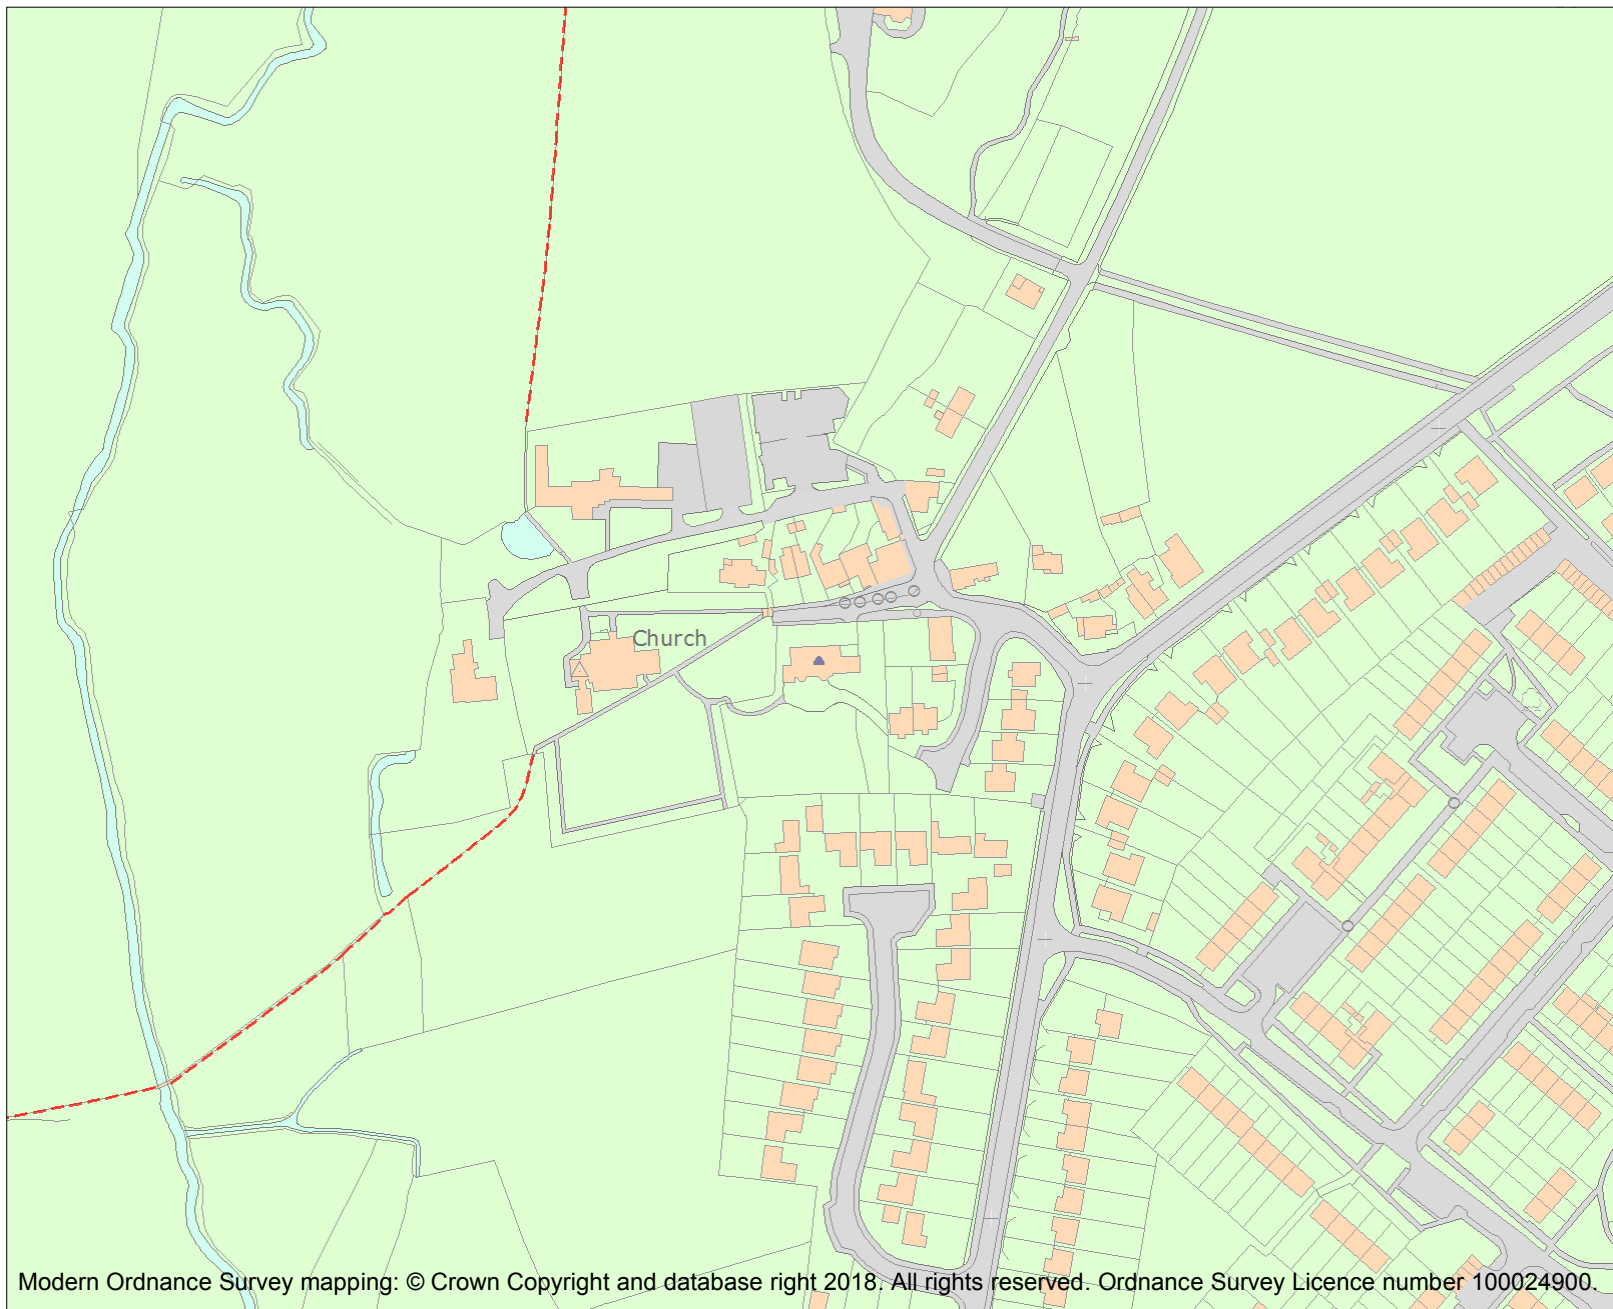 Church
Modern Ordnance Survey mapping: © Crown Copyright and database right 2018. All rights reserved. Ordnance Survey Licence number 100024900.